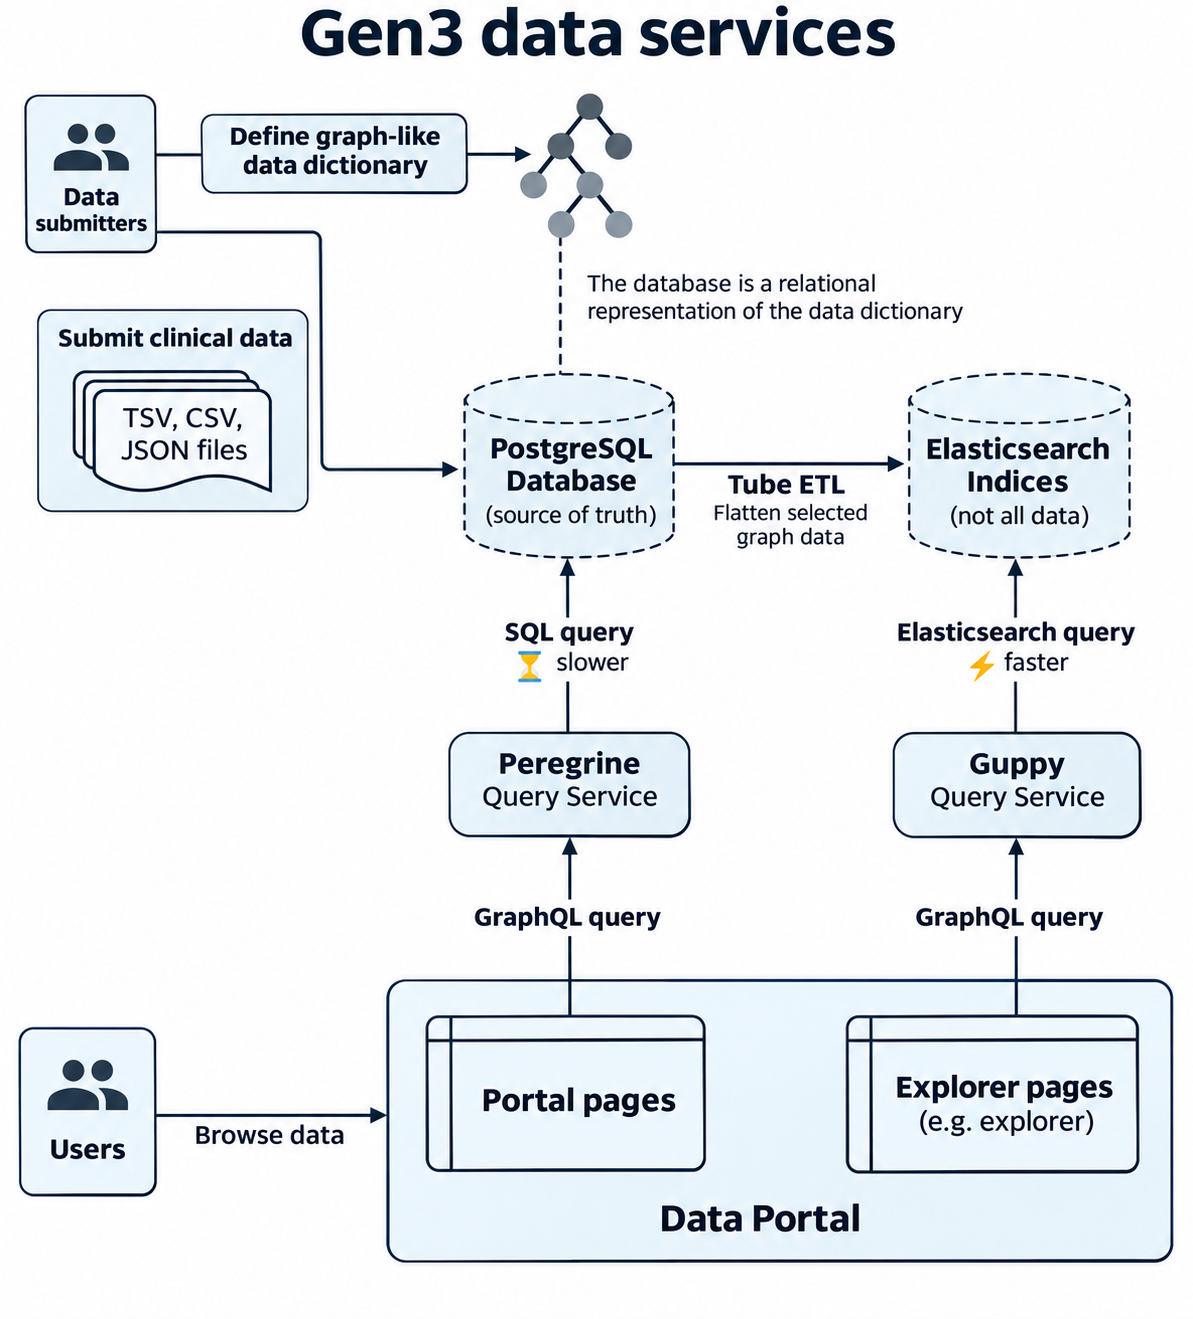 Gen3 data services
Data
submitters
Define graph-like
data dictionary
The database is a relational
representation of the data dictionary
Submit clinical data
TSV, CSV,
JSON files
PostgreSQL
Database
(source of truth)
Tube ETL
Flatten selected
graph data
Elasticsearch
Indices
(not all data)
SQL query
⏳ slower
Elasticsearch query
⚡ faster
Peregrine
Query Service
Guppy
Query Service
GraphQL query
GraphQL query
Users
Browse data
Portal pages
Explorer pages
(e.g. explorer)
Data Portal